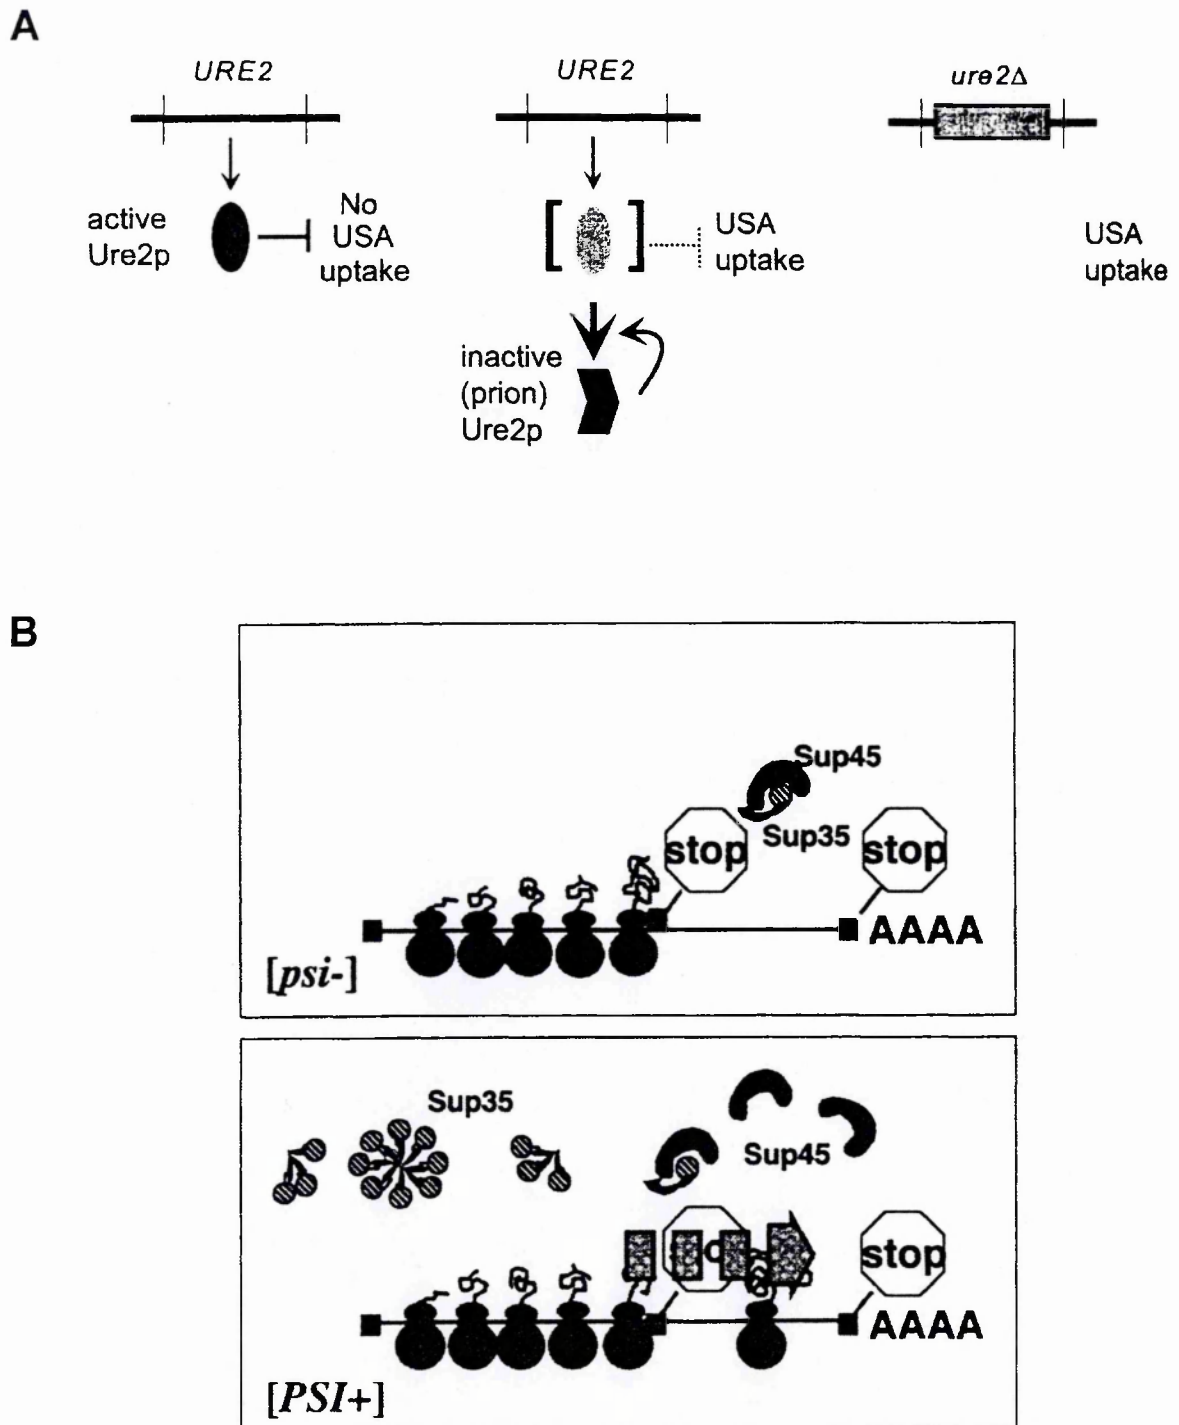 A
URE2
URE2
ure2Δ
active
Ure2p
No
USA
uptake
[ ]
USA
uptake
USA
uptake
inactive
(prion)
Ure2p
B
Sup45
stop
Sup35
stop
AAAA
[psi-]
Sup35
Sup45
stop
AAAA
[PSI+]